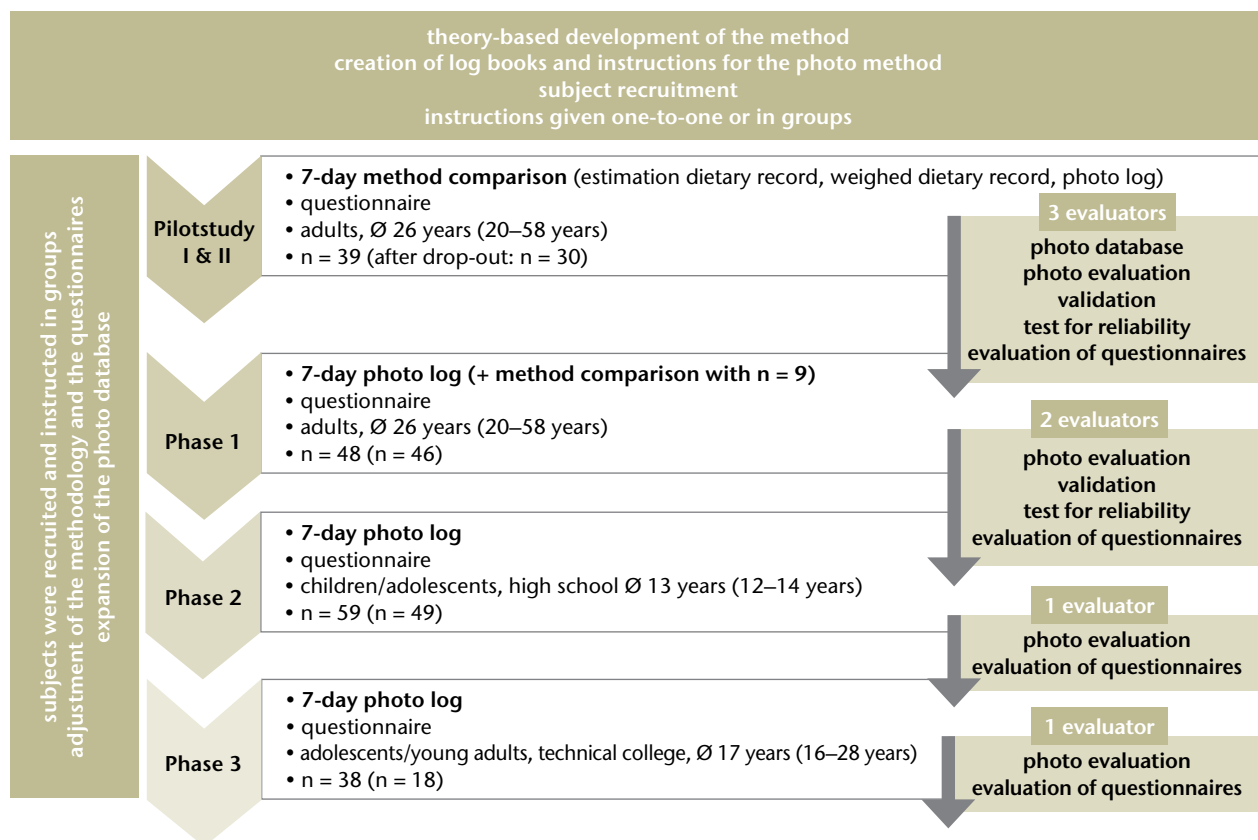 theory-based development of the method
creation of log books and instructions for the photo method
subject recruitment
instructions given one-to-one or in groups
subjects were recruited and instructed in groups
adjustment of the methodology and the questionnaires
expansion of the photo database
Pilotstudy
I & II
• 7-day method comparison (estimation dietary record, weighed dietary record, photo log)
• questionnaire
• adults, Ø 26 years (20–58 years)
• n = 39 (after drop-out: n = 30)
3 evaluators
photo database
photo evaluation
validation
test for reliability
evaluation of questionnaires
Phase 1
• 7-day photo log (+ method comparison with n = 9)
• questionnaire
• adults, Ø 26 years (20–58 years)
• n = 48 (n = 46)
2 evaluators
photo evaluation
validation
test for reliability
evaluation of questionnaires
Phase 2
• 7-day photo log
• questionnaire
• children/adolescents, high school Ø 13 years (12–14 years)
• n = 59 (n = 49)
1 evaluator
photo evaluation
evaluation of questionnaires
Phase 3
• 7-day photo log
• questionnaire
• adolescents/young adults, technical college, Ø 17 years (16–28 years)
• n = 38 (n = 18)
1 evaluator
photo evaluation
evaluation of questionnaires